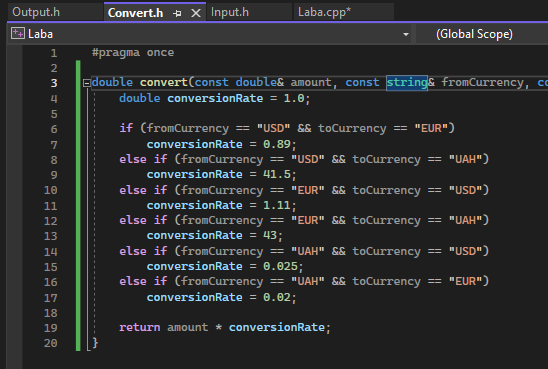 Output.h Convert.h Input.h Laba.cpp*
Laba (Global Scope)
1 #pragma once
2
3 double convert(const double& amount, const string& fromCurrency, co
4 double conversionRate = 1.0;
5
6 if (fromCurrency == "USD" && toCurrency == "EUR")
7 conversionRate = 0.89;
8 else if (fromCurrency == "USD" && toCurrency == "UAH")
9 conversionRate = 41.5;
10 else if (fromCurrency == "EUR" && toCurrency == "USD")
11 conversionRate = 1.11;
12 else if (fromCurrency == "EUR" && toCurrency == "UAH")
13 conversionRate = 43;
14 else if (fromCurrency == "UAH" && toCurrency == "USD")
15 conversionRate = 0.025;
16 else if (fromCurrency == "UAH" && toCurrency == "EUR")
17 conversionRate = 0.02;
18
19 return amount * conversionRate;
20 }